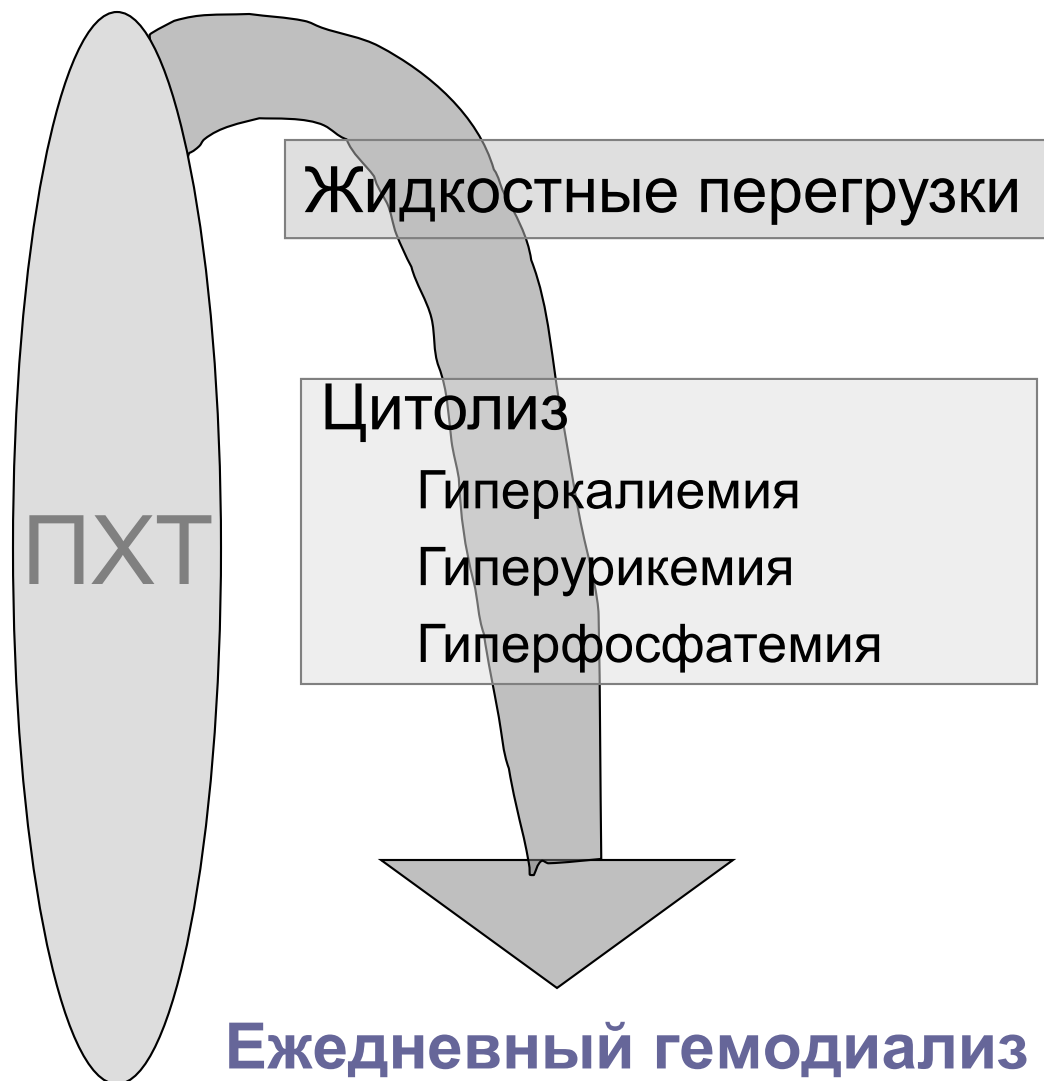 Жидкостные перегрузки
Цитолиз
Гиперкалиемия
Гиперурикемия
Гиперфосфатемия
ПХТ
Ежедневный гемодиализ